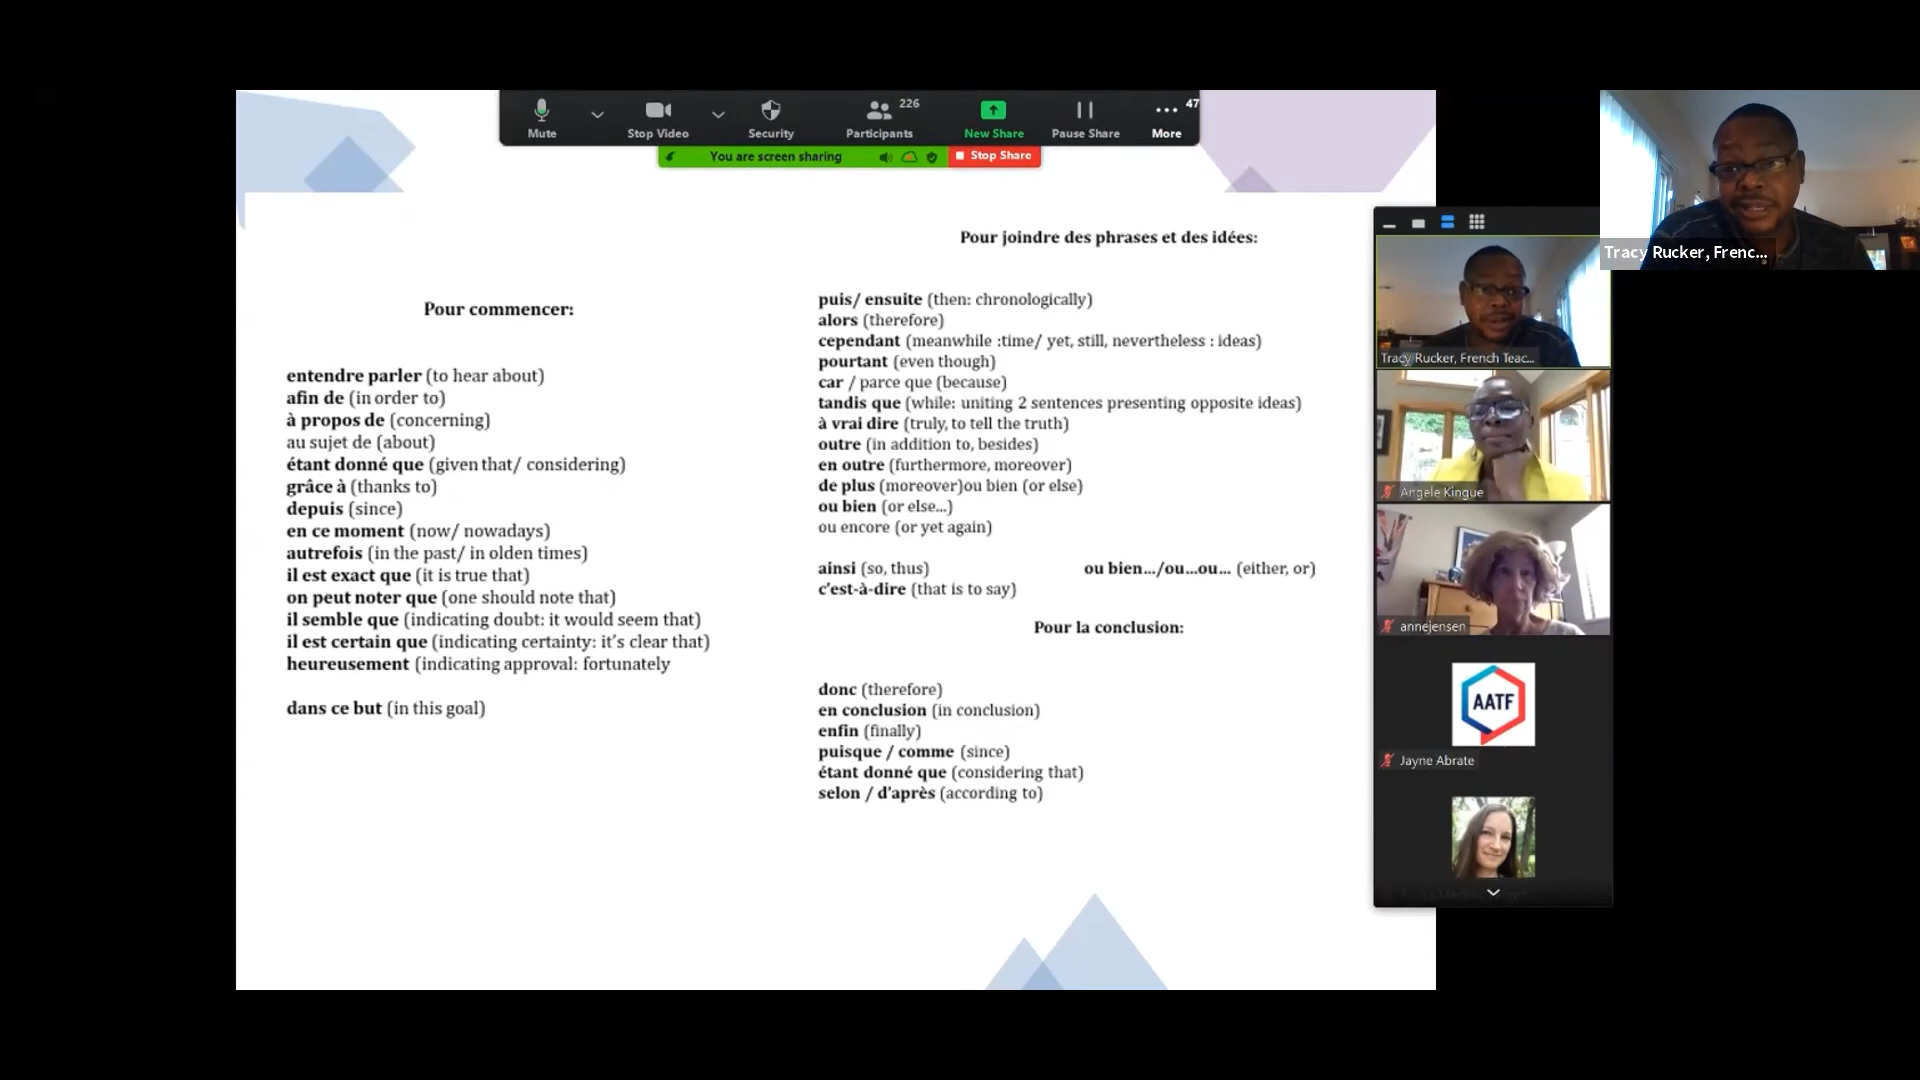 226
47
Mute
Stop Video
Security
Participants
New Share
Pause Share
More
You are screen sharing
Stop Share
Pour commencer:
entendre parler (to hear about)
afin de (in order to)
à propos de (concerning)
au sujet de (about)
étant donné que (given that/ considering)
grâce à (thanks to)
depuis (since)
en ce moment (now/ nowadays)
autrefois (in the past/ in olden times)
il est exact que (it is true that)
on peut noter que (one should note that)
il semble que (indicating doubt: it would seem that)
il est certain que (indicating certainty: it's clear that)
heureusement (indicating approval: fortunately
dans ce but (in this goal)
Pour joindre des phrases et des idées:
puis/ ensuite (then: chronologically)
alors (therefore)
cependant (meanwhile :time/ yet, still, nevertheless : ideas)
pourtant (even though)
car / parce que (because)
tandis que (while: uniting 2 sentences presenting opposite ideas)
à vrai dire (truly, to tell the truth)
outre (in addition to, besides)
en outre (furthermore, moreover)
de plus (moreover)ou bien (or else)
ou bien (or else...)
ou encore (or yet again)
ainsi (so, thus) ou bien.../ou...ou... (either, or)
c'est-à-dire (that is to say)
Pour la conclusion:
donc (therefore)
en conclusion (in conclusion)
enfin (finally)
puisque / comme (since)
étant donné que (considering that)
selon / d'après (according to)
Tracy Rucker, French Teac...
Angele Kingue
annejensen
AATF
Jayne Abrate
Tracy Rucker, Frenc...